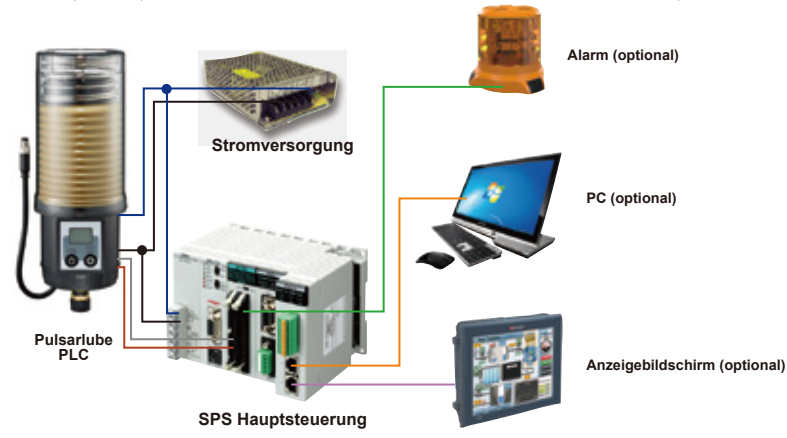 Alarm (optional)
Stromversorgung
PC (optional)
Pulsarlube
PLC
Anzeigebildschirm (optional)
SPS Hauptsteuerung